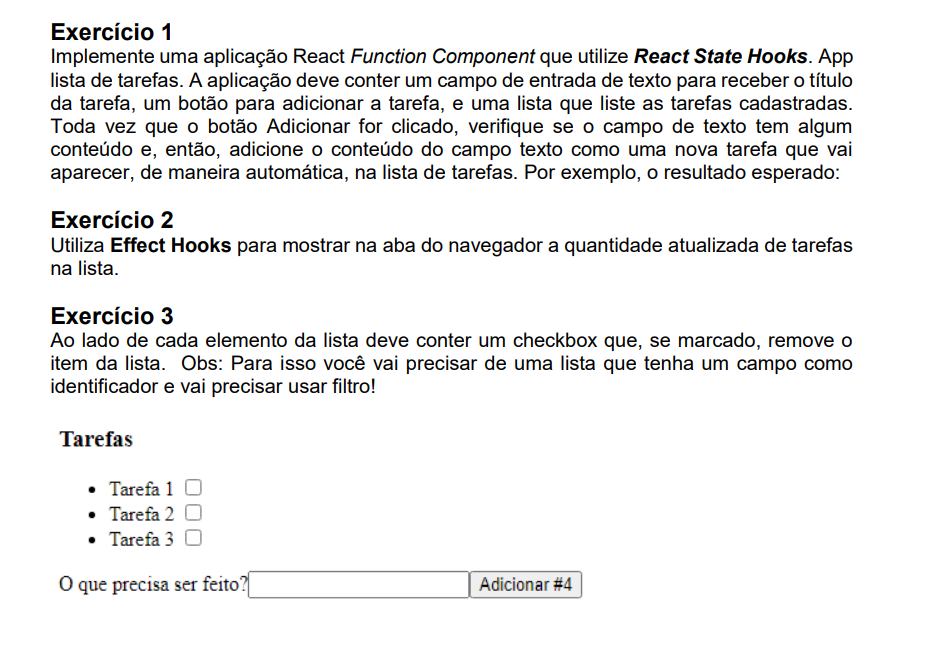 Exercício 1
Implemente uma aplicação React Function Component que utilize React State Hooks. App
lista de tarefas. A aplicação deve conter um campo de entrada de texto para receber o título
da tarefa, um botão para adicionar a tarefa, e uma lista que liste as tarefas cadastradas.
Toda vez que o botão Adicionar for clicado, verifique se o campo de texto tem algum
conteúdo e, então, adicione o conteúdo do campo texto como uma nova tarefa que vai
aparecer, de maneira automática, na lista de tarefas. Por exemplo, o resultado esperado:
Exercício 2
Utiliza Effect Hooks para mostrar na aba do navegador a quantidade atualizada de tarefas
na lista.
Exercício 3
Ao lado de cada elemento da lista deve conter um checkbox que, se marcado, remove o
item da lista. Obs: Para isso você vai precisar de uma lista que tenha um campo como
identificador e vai precisar usar filtro!
Tarefas
• Tarefa 1
• Tarefa 2
• Tarefa 3
O que precisa ser feito? Adicionar #4